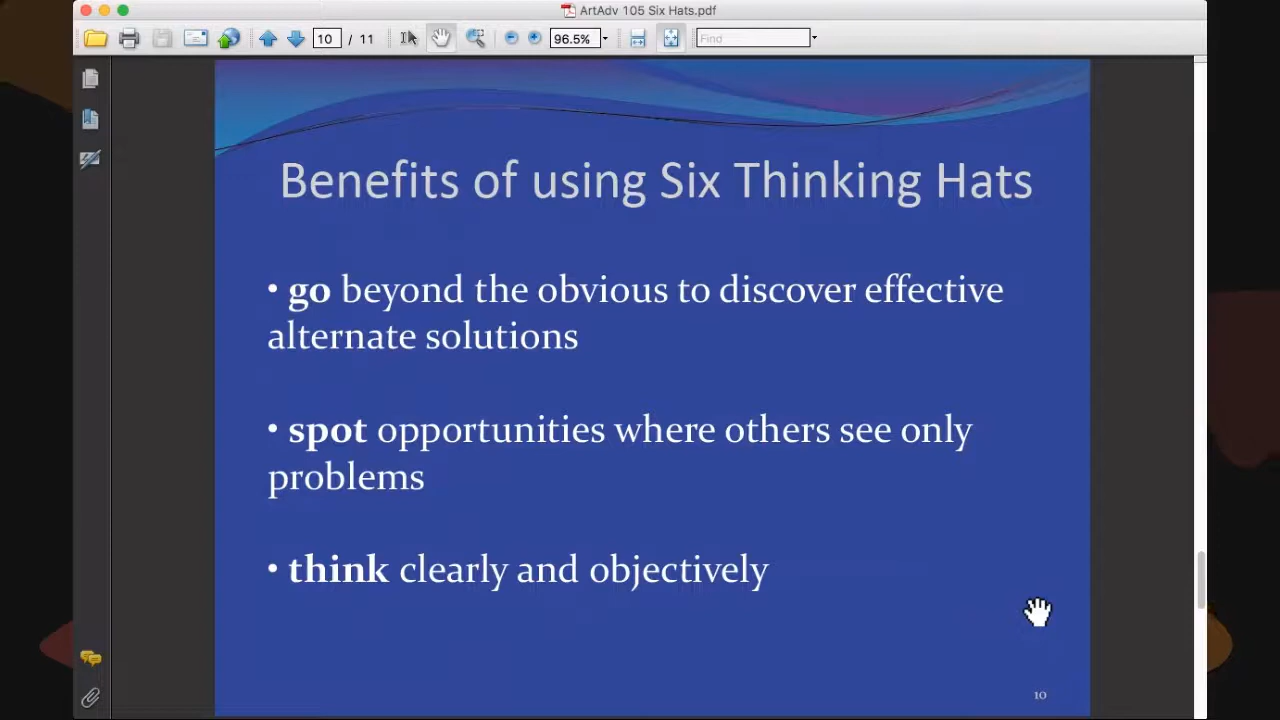 ArtAdv 105 Six Hats.pdf
10 / 11 96.5% Find
Benefits of using Six Thinking Hats
• go beyond the obvious to discover effective
alternate solutions
• spot opportunities where others see only
problems
• think clearly and objectively
10